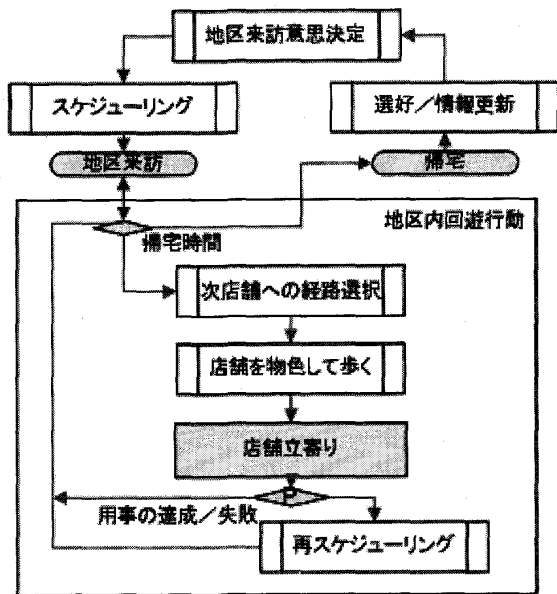 地区来訪意思決定
スケジューリング
選好／情報更新
地区来訪
帰宅
地区内回遊行動
帰宅時間
次店舗への経路選択
店舗を物色して歩く
店舗立寄り
P
用事の達成／失敗
再スケジューリング